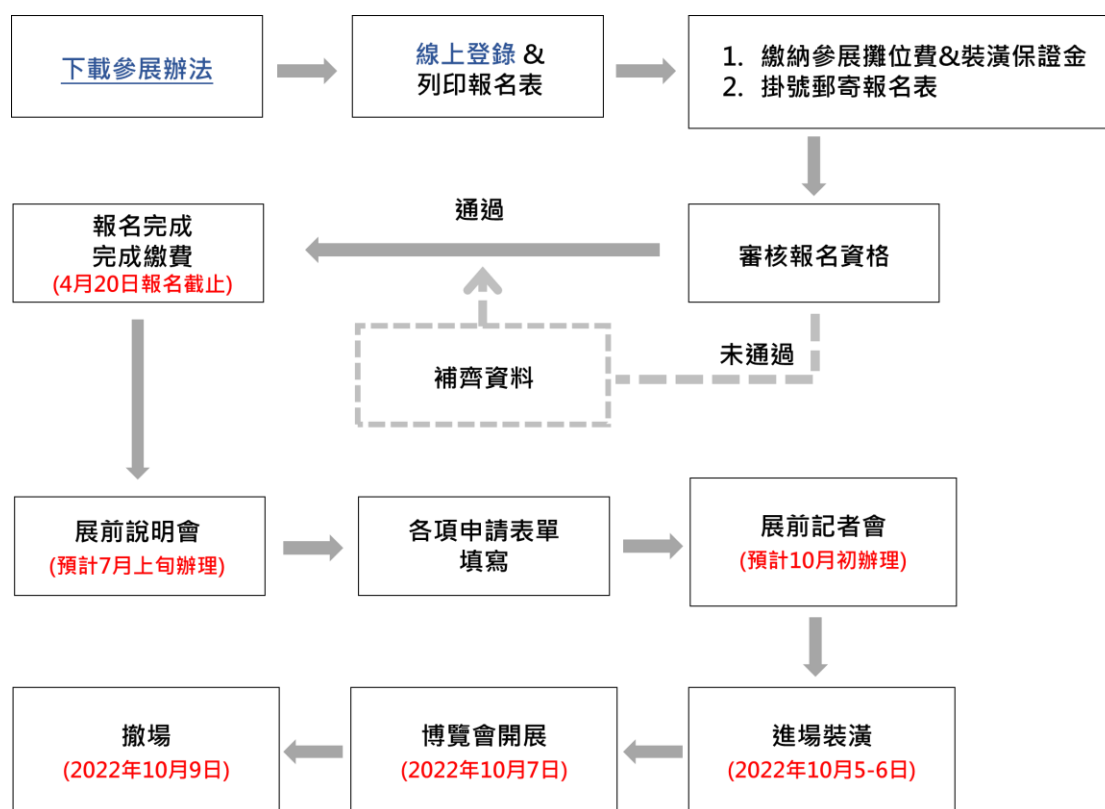 下載參展辦法
線上登錄 &
列印報名表
1. 繳納參展攤位費&裝潢保證金
2. 掛號郵寄報名表
報名完成
完成繳費
(4月20日報名截止)
通過
審核報名資格
補齊資料
未通過
展前說明會
(預計7月上旬辦理)
各項申請表單
填寫
展前記者會
(預計10月初辦理)
撤場
(2022年10月9日)
博覽會開展
(2022年10月7日)
進場裝潢
(2022年10月5-6日)